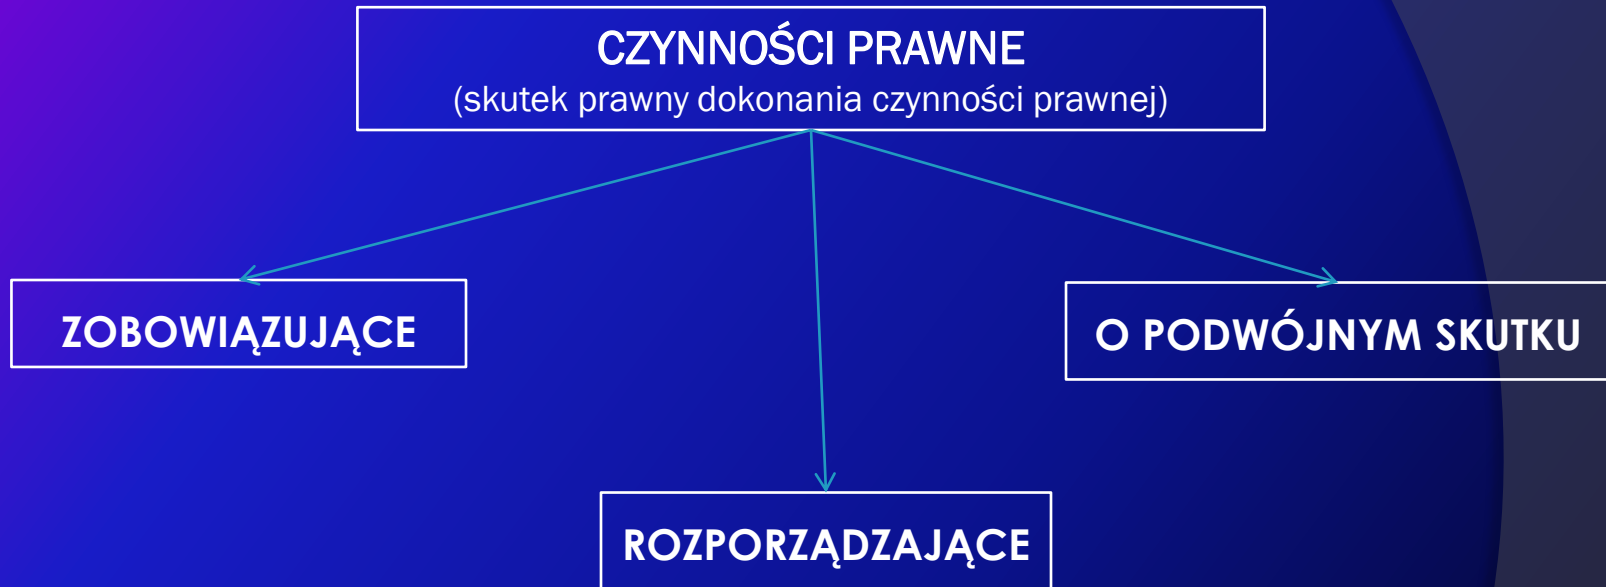 CZYNNOŚCI PRAWNE
(skutek prawny dokonania czynności prawnej)
ZOBOWIĄZUJĄCE
O PODWÓJNYM SKUTKU
ROZPORZĄDZAJĄCE